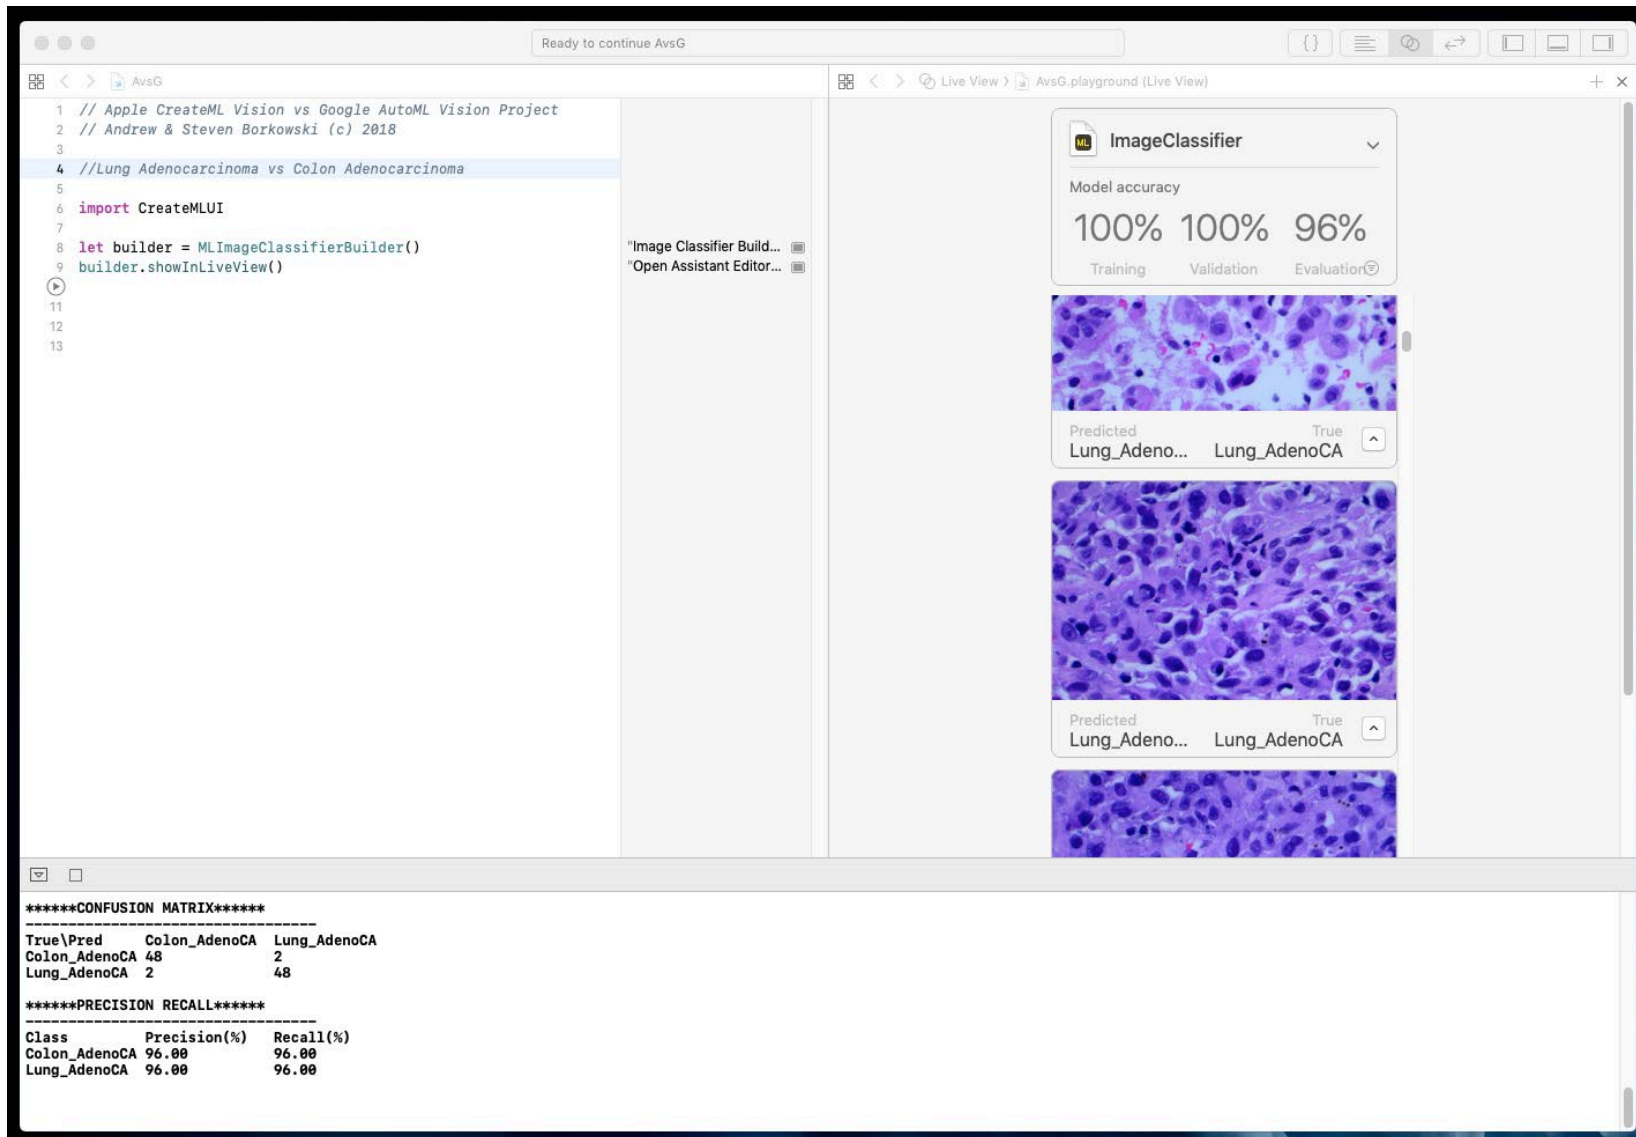 Ready to continue AvsG
{ }
AvsG
Live View
AvsG.playground (Live View)
1 // Apple CreateML Vision vs Google AutoML Vision Project
2 // Andrew & Steven Borkowski (c) 2018
3
4 //Lung Adenocarcinoma vs Colon Adenocarcinoma
5
6 import CreateMLUI
7
8 let builder = MLImageClassifierBuilder()
9 builder.showInLiveView()
11
12
13
"Image Classifier Build...
"Open Assistant Editor...
ML
ImageClassifier
Model accuracy
100% 100% 96%
Training Validation Evaluation
Predicted True
Lung_Adeno... Lung_AdenoCA
Predicted True
Lung_Adeno... Lung_AdenoCA
******CONFUSION MATRIX******
----------------------------------
True\Pred Colon_AdenoCA Lung_AdenoCA
Colon_AdenoCA 48 2
Lung_AdenoCA 2 48
******PRECISION RECALL******
----------------------------------
Class Precision(%) Recall(%)
Colon_AdenoCA 96.00 96.00
Lung_AdenoCA 96.00 96.00